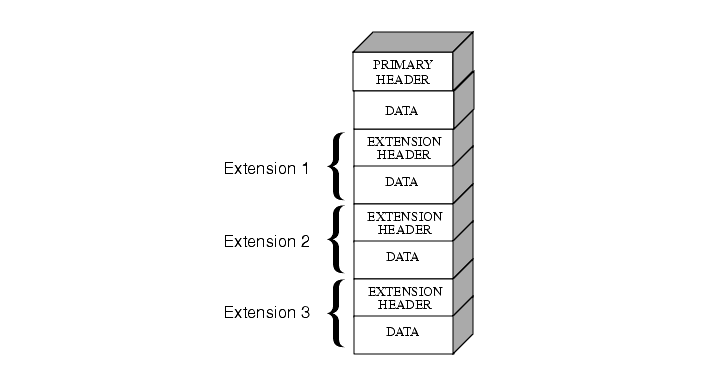 PRIMARY
HEADER
DATA
EXTENSION
HEADER
Extension 1
DATA
EXTENSION
HEADER
Extension 2
DATA
EXTENSION
HEADER
Extension 3
DATA